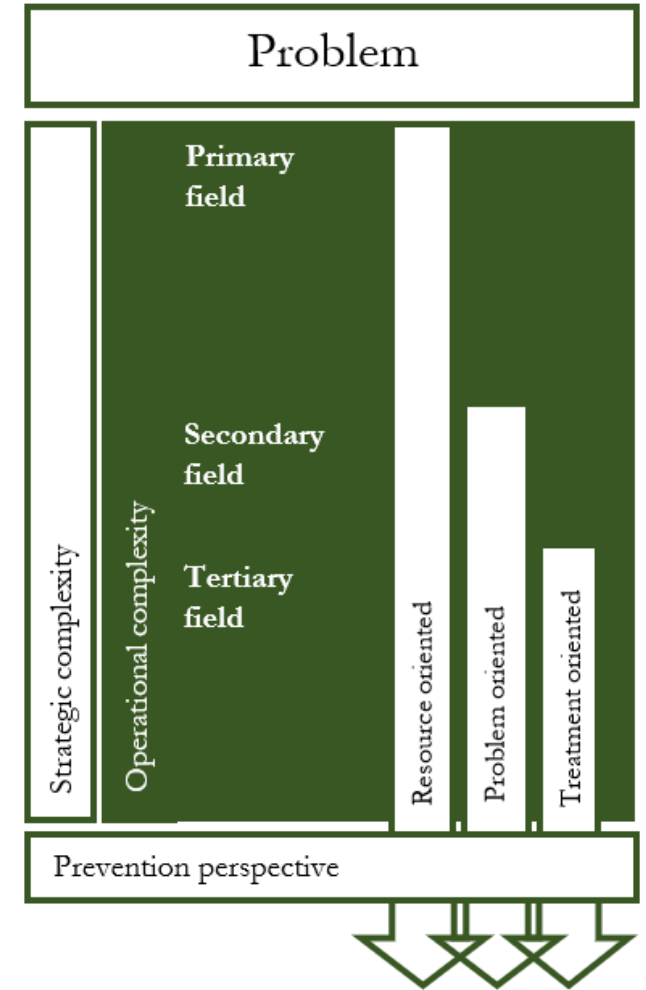 Problem
Primary
field
Secondary
field
Tertiary
field
Strategic complexity
Operational complexity
Resource oriented
Problem oriented
Treatment oriented
Prevention perspective